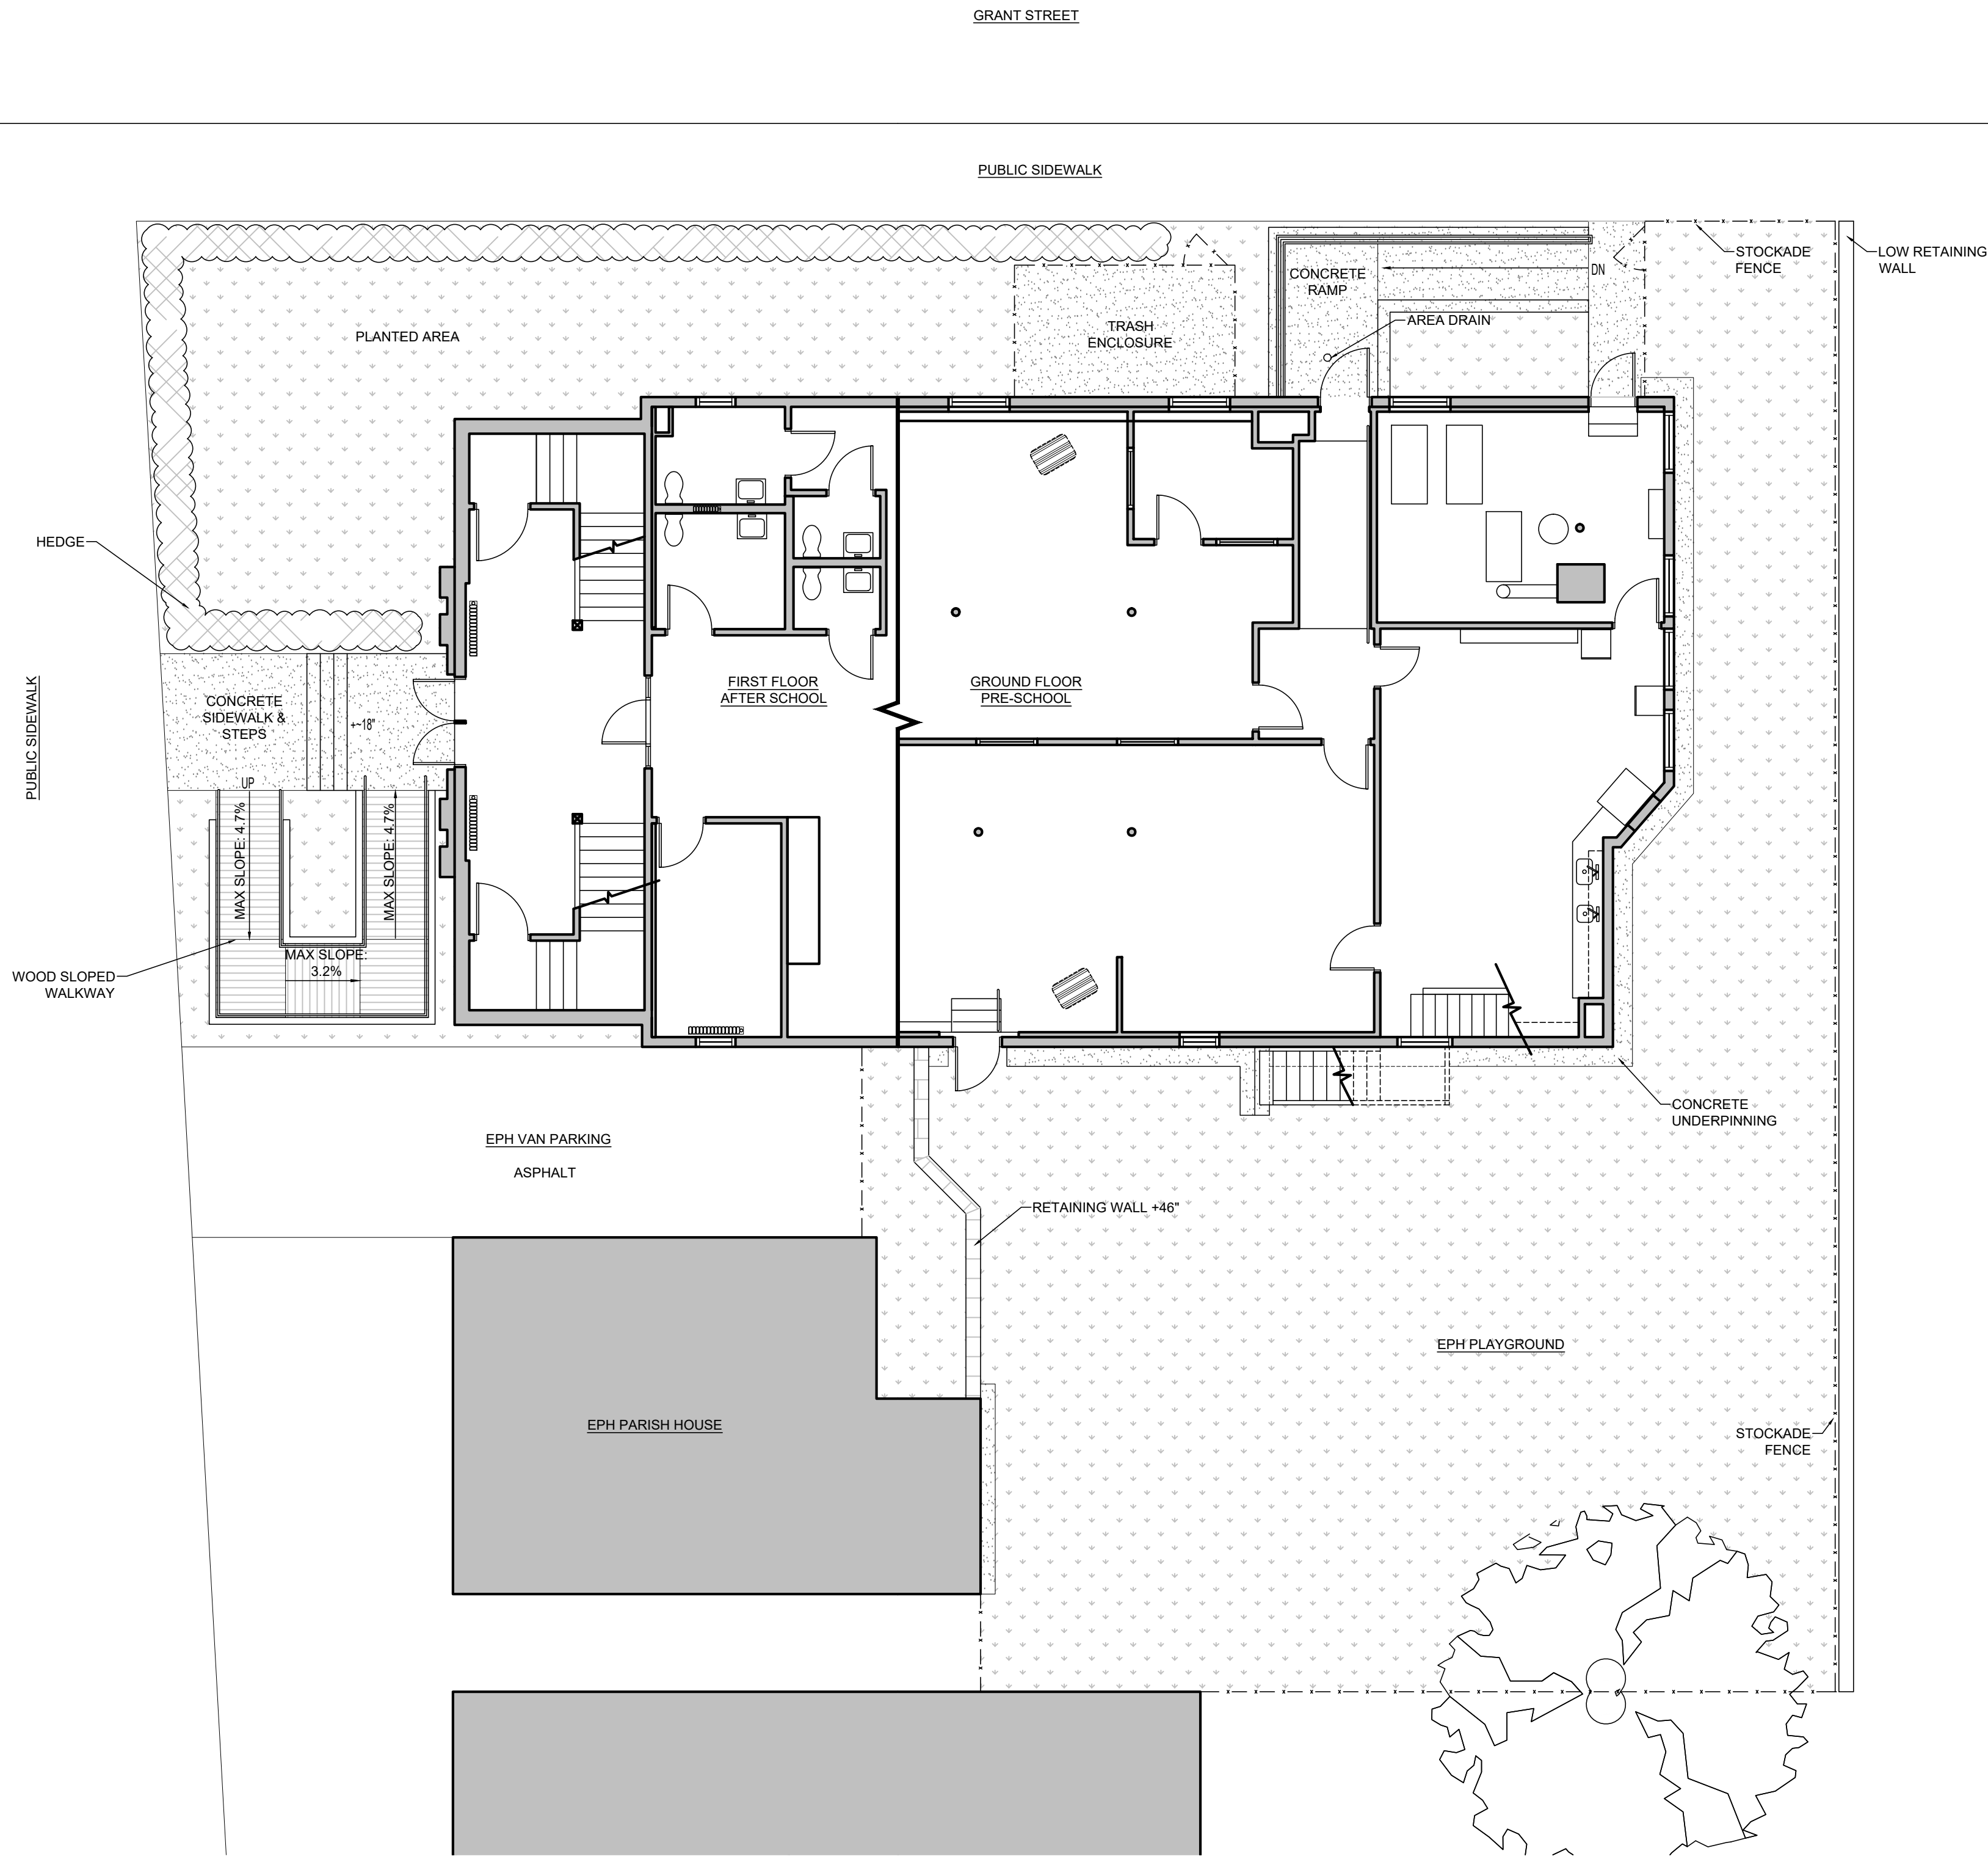 GRANT STREET
PUBLIC SIDEWALK
STOCKADE
FENCE
LOW RETAINING
WALL
CONCRETE
RAMP
DN
AREA DRAIN
TRASH
ENCLOSURE
PLANTED AREA
HEDGE
PUBLIC SIDEWALK
CONCRETE
SIDEWALK &
STEPS
+~18"
UP
FIRST FLOOR
AFTER SCHOOL
GROUND FLOOR
PRE-SCHOOL
MAX SLOPE: 4.7%
MAX SLOPE: 4.7%
MAX SLOPE:
3.2%
WOOD SLOPED
WALKWAY
CONCRETE
UNDERPINNING
EPH VAN PARKING
ASPHALT
RETAINING WALL +46"
EPH PLAYGROUND
EPH PARISH HOUSE
STOCKADE
FENCE